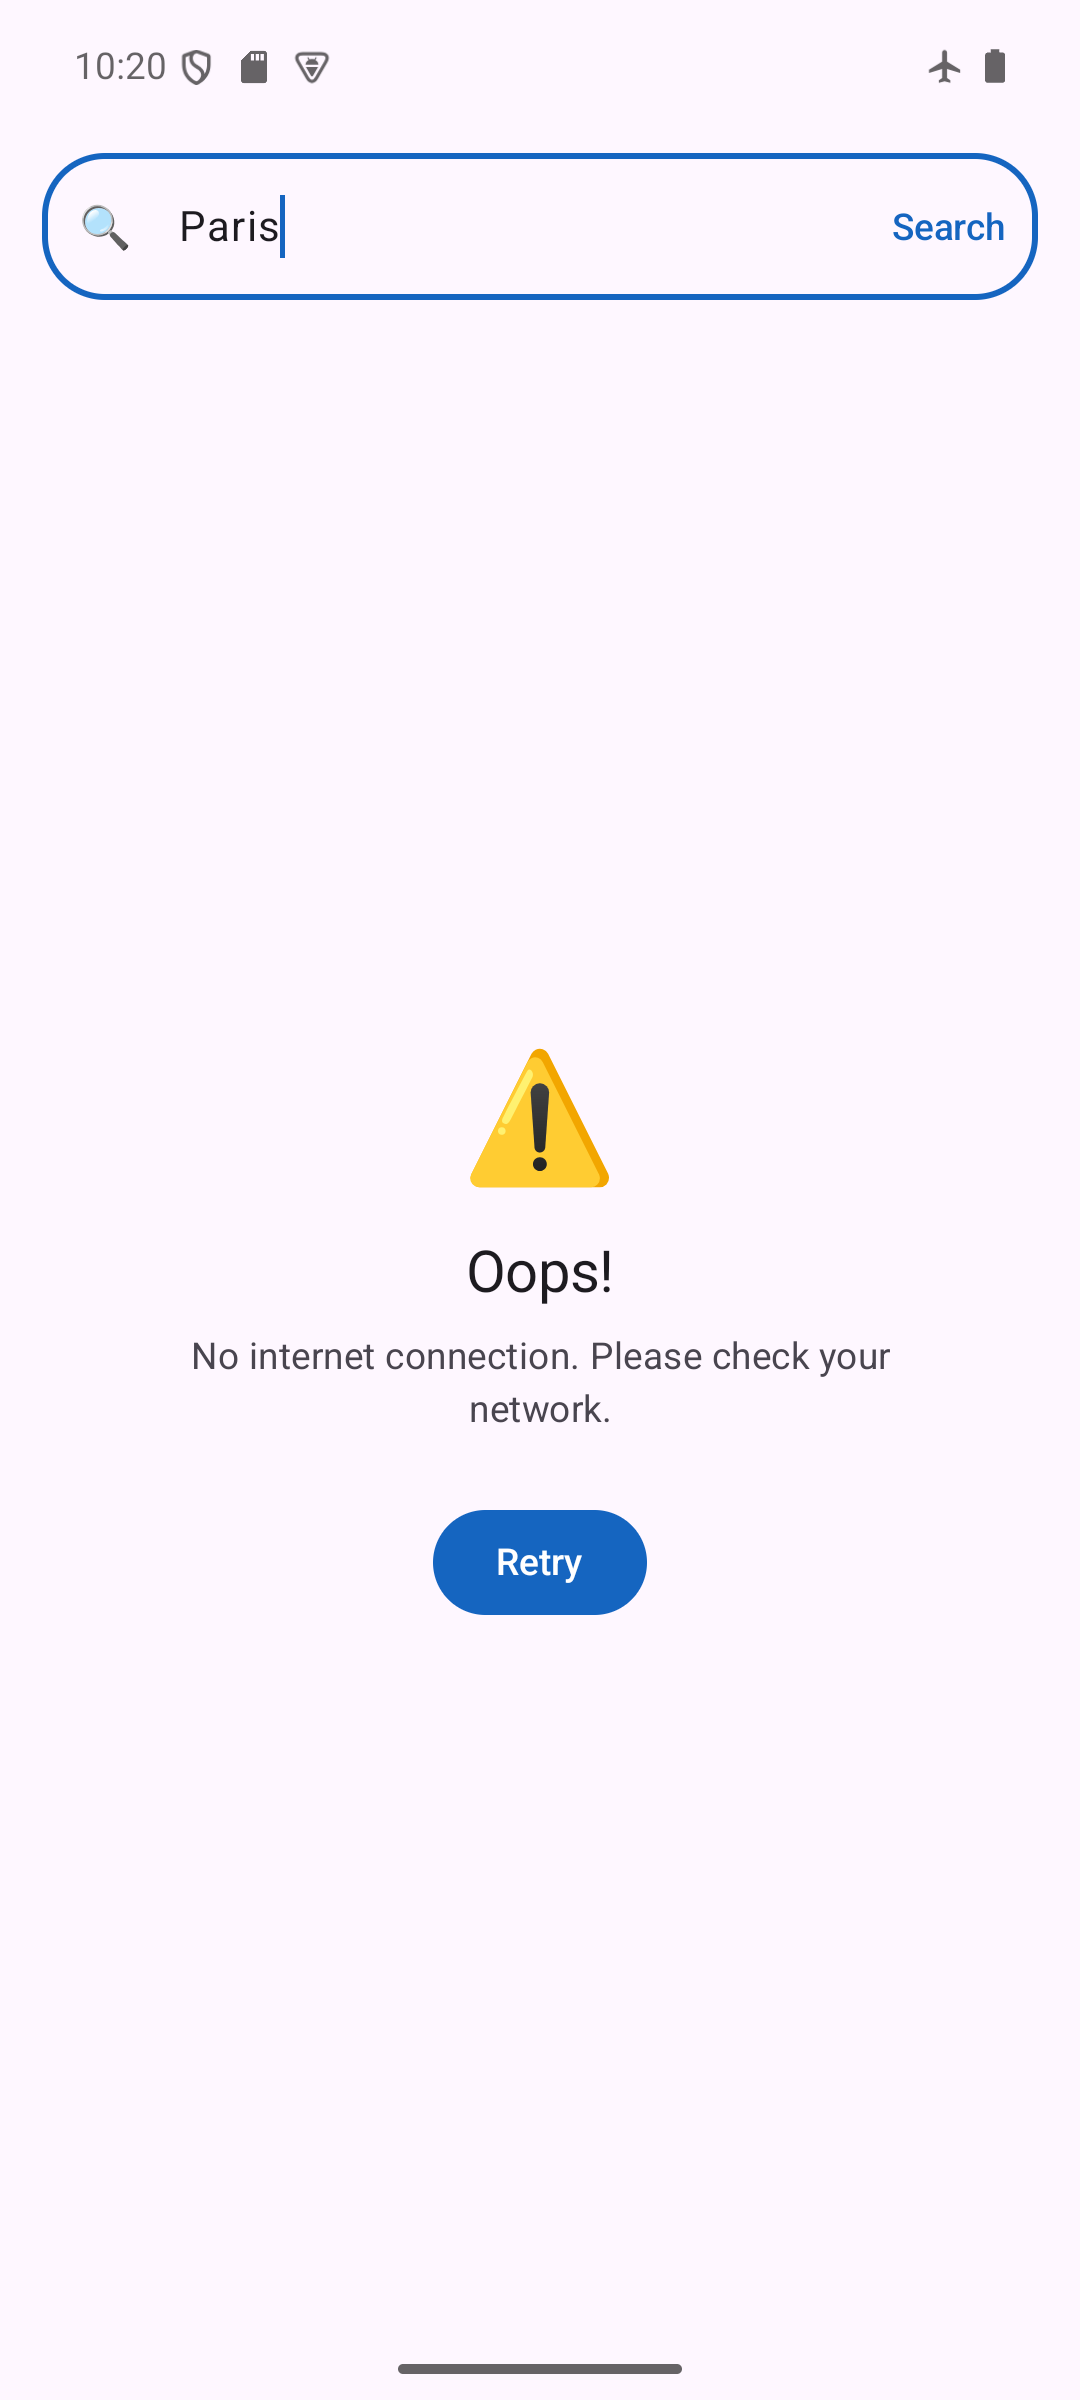 10:20
Paris
Search
Oops!
No internet connection. Please check your
network.
Retry